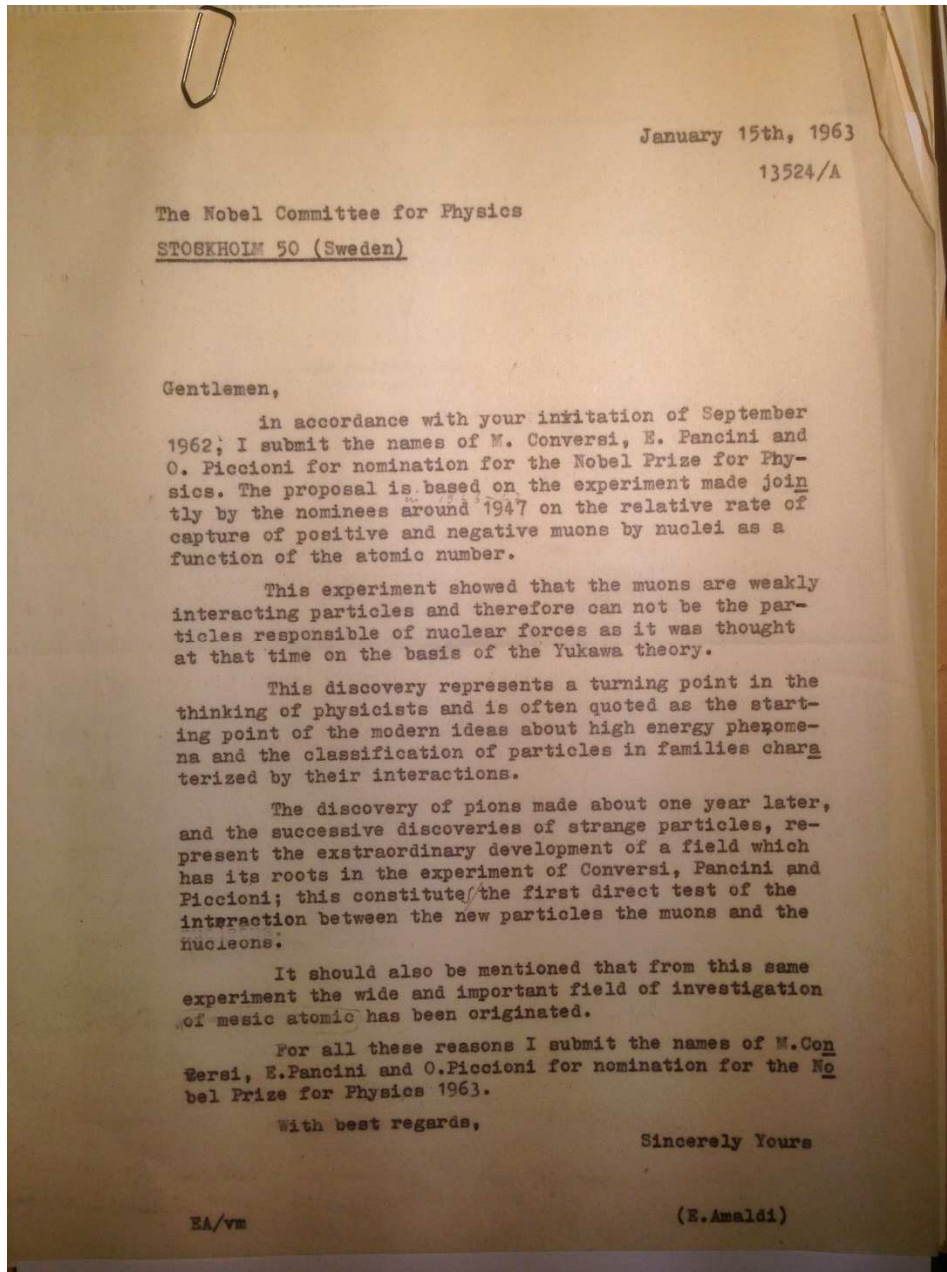 January 15th, 1963
13524/A
The Nobel Committee for Physics
STOSKHOLM 50 (Sweden)
Gentlemen,
in accordance with your initation of September
1962, I submit the names of M. Conversi, E. Pancini and
O. Piccioni for nomination for the Nobel Prize for Phy-
sics. The proposal is based on the experiment made join
tly by the nominees around 1947 on the relative rate of
capture of positive and negative muons by nuclei as a
function of the atomic number.
This experiment showed that the muons are weakly
interacting particles and therefore can not be the par-
ticles responsible of nuclear forces as it was thought
at that time on the basis of the Yukawa theory.
This discovery represents a turning point in the
thinking of physicists and is often quoted as the start-
ing point of the modern ideas about high energy phenome-
na and the classification of particles in families chara
terized by their interactions.
The discovery of pions made about one year later,
and the successive discoveries of strange particles, re-
present the exstraordinary development of a field which
has its roots in the experiment of Conversi, Pancini and
Piccioni; this constitutes the first direct test of the
interaction between the new particles the muons and the
nucleons.
It should also be mentioned that from this same
experiment the wide and important field of investigation
of mesic atomic has been originated.
For all these reasons I submit the names of M.Con
versi, E.Pancini and O.Piccioni for nomination for the No
bel Prize for Physics 1963.
With best regards,
Sincerely Yours
EA/vm
(E.Amaldi)